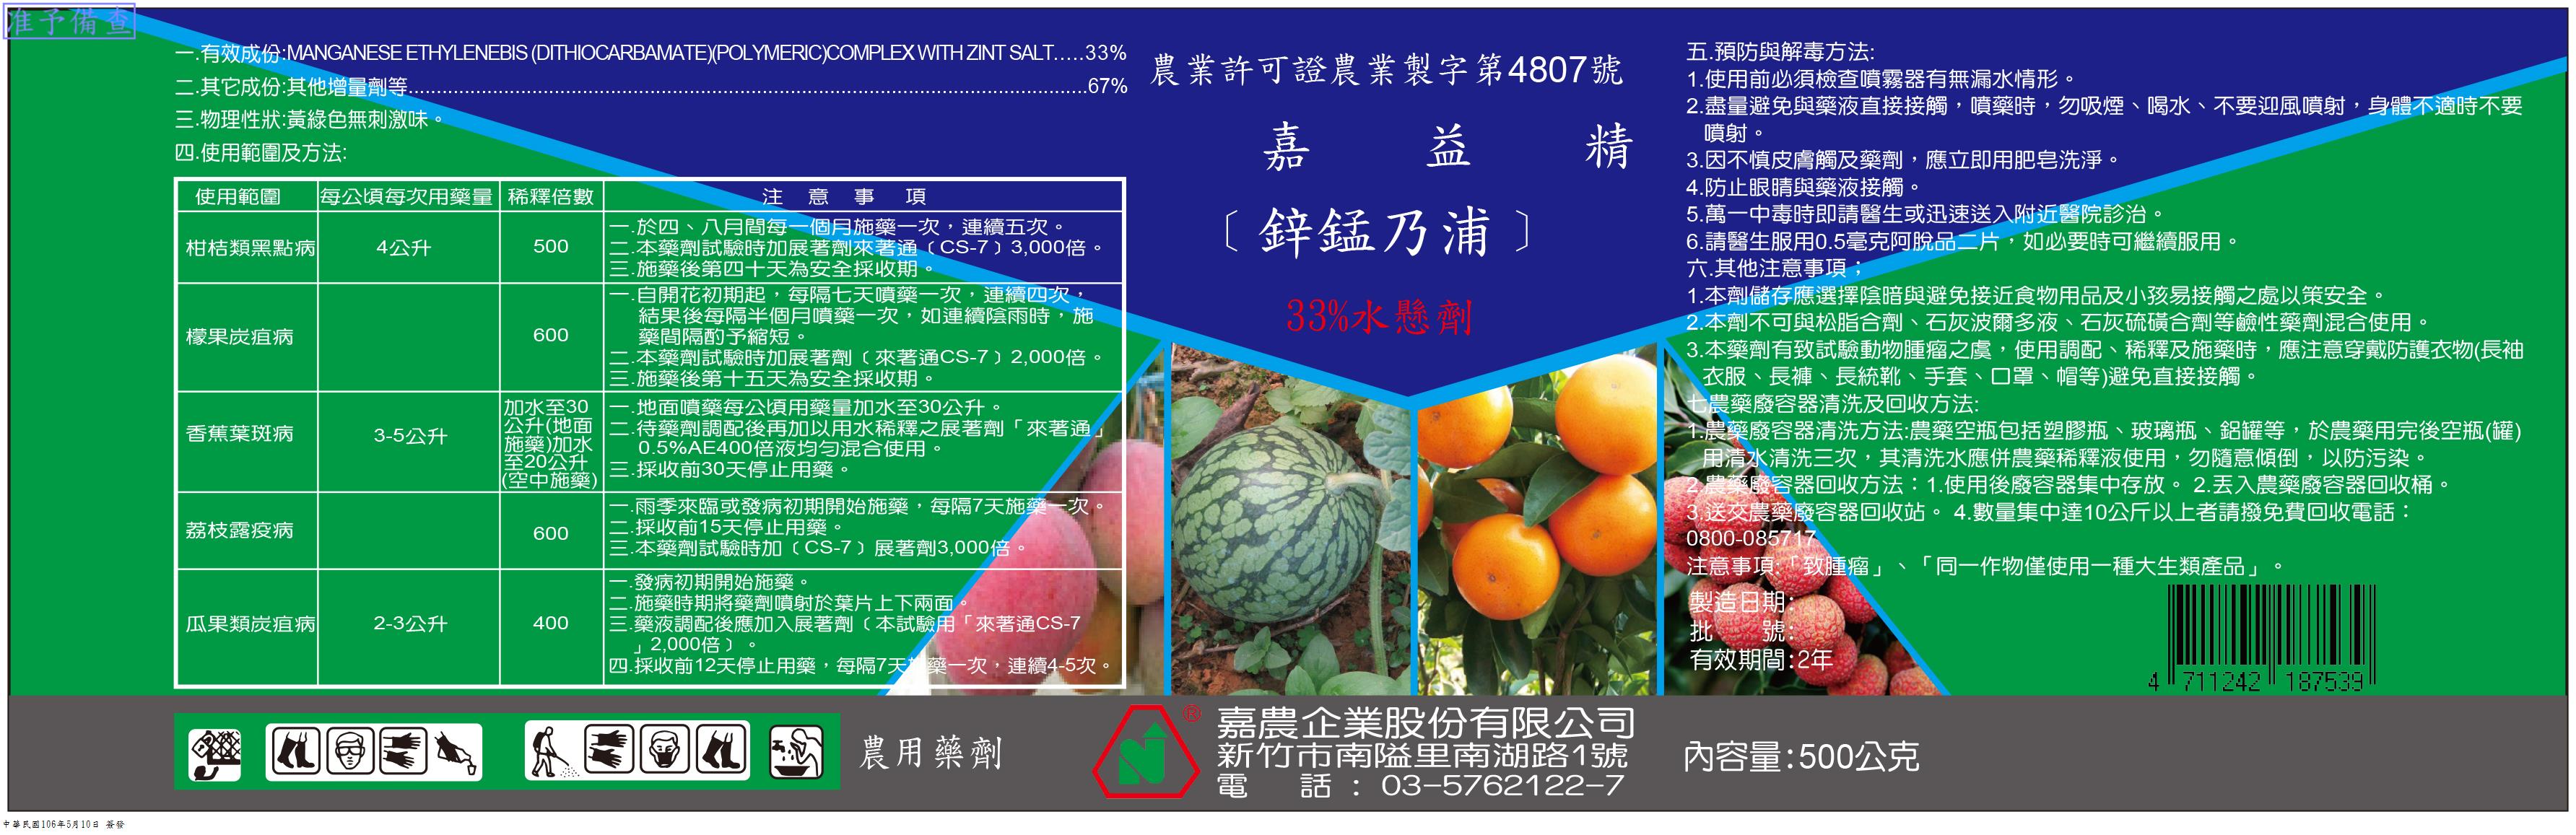 准予備查
一.有效成份:MANGANESE ETHYLENEBIS (DITHIOCARBAMATE)(POLYMERIC)COMPLEX WITH ZINT SALT.....33%
二.其它成份:其他增量劑等........................67%
三.物理性狀:黃綠色無刺激味。
四.使用範圍及方法:
使用範圍 每公頃每次用藥量 稀釋倍數 注意事項
柑桔類黑點病 4公升 500
一.於四、八月間每一個月施藥一次，連續五次。
二.本藥劑試驗時加展著劑來著通﹝CS-7﹞3,000倍。
三.施藥後第四十天為安全採收期。
檬果炭疽病 600
一.自開花初期起，每隔七天噴藥一次，連續四次，
結果後每隔半個月噴藥一次，如連續陰雨時，施
藥間隔酌予縮短。
二.本藥劑試驗時加展著劑﹝來著通CS-7﹞2,000倍。
三.施藥後第十五天為安全採收期。
香蕉葉斑病 3-5公升
加水至30
公升(地面
施藥)加水
至20公升
(空中施藥)
一.地面噴藥每公頃用藥量加水至30公升。
二.待藥劑調配後再加以用水稀釋之展著劑「來著通」
0.5%AE400倍液均勻混合使用。
三.採收前30天停止用藥。
荔枝露疫病 600
一.雨季來臨或發病初期開始施藥，每隔7天施藥一次。
二.採收前15天停止用藥。
三.本藥劑試驗時加﹝CS-7﹞展著劑3,000倍。
瓜果類炭疽病 2-3公升 400
一.發病初期開始施藥。
二.施藥時期將藥劑噴射於葉片上下兩面。
三.藥液調配後應加入展著劑﹝本試驗用「來著通CS-7
」2,000倍﹞。
四.採收前12天停止用藥，每隔7天施藥一次，連續4-5次。
農業許可證農業製字第4807號
嘉益精
﹝鋅錳乃浦﹞
33%水懸劑
五.預防與解毒方法:
1.使用前必須檢查噴霧器有無漏水情形。
2.盡量避免與藥液直接接觸，噴藥時，勿吸煙、喝水、不要迎風噴射，身體不適時不要
噴射。
3.因不慎皮膚觸及藥劑，應立即用肥皂洗淨。
4.防止眼睛與藥液接觸。
5.萬一中毒時即請醫生或迅速送入附近醫院診治。
6.請醫生服用0.5毫克阿脫品二片，如必要時可繼續服用。
六.其他注意事項；
1.本劑儲存應選擇陰暗與避免接近食物用品及小孩易接觸之處以策安全。
2.本劑不可與松脂合劑、石灰波爾多液、石灰硫磺合劑等鹼性藥劑混合使用。
3.本藥劑有致試驗動物腫瘤之虞，使用調配、稀釋及施藥時，應注意穿戴防護衣物(長袖
衣服、長褲、長統靴、手套、口罩、帽等)避免直接接觸。
七農藥廢容器清洗及回收方法:
1.農藥廢容器清洗方法:農藥空瓶包括塑膠瓶、玻璃瓶、鋁罐等，於農藥用完後空瓶(罐)
用清水清洗三次，其清洗水應併農藥稀釋液使用，勿隨意傾倒，以防污染。
2.農藥廢容器回收方法：1.使用後廢容器集中存放。 2.丟入農藥廢容器回收桶。
3.送交農藥廢容器回收站。 4.數量集中達10公斤以上者請撥免費回收電話：
0800-085717
注意事項:「致腫瘤」、「同一作物僅使用一種大生類產品」。
製造日期:
批　　號:
有效期間:2年
4 711242 187539
農用藥劑
®
嘉農企業股份有限公司
新竹市南隘里南湖路1號
電　話 : 03-5762122-7
內容量:500公克
中華民國106年5月10日 簽發